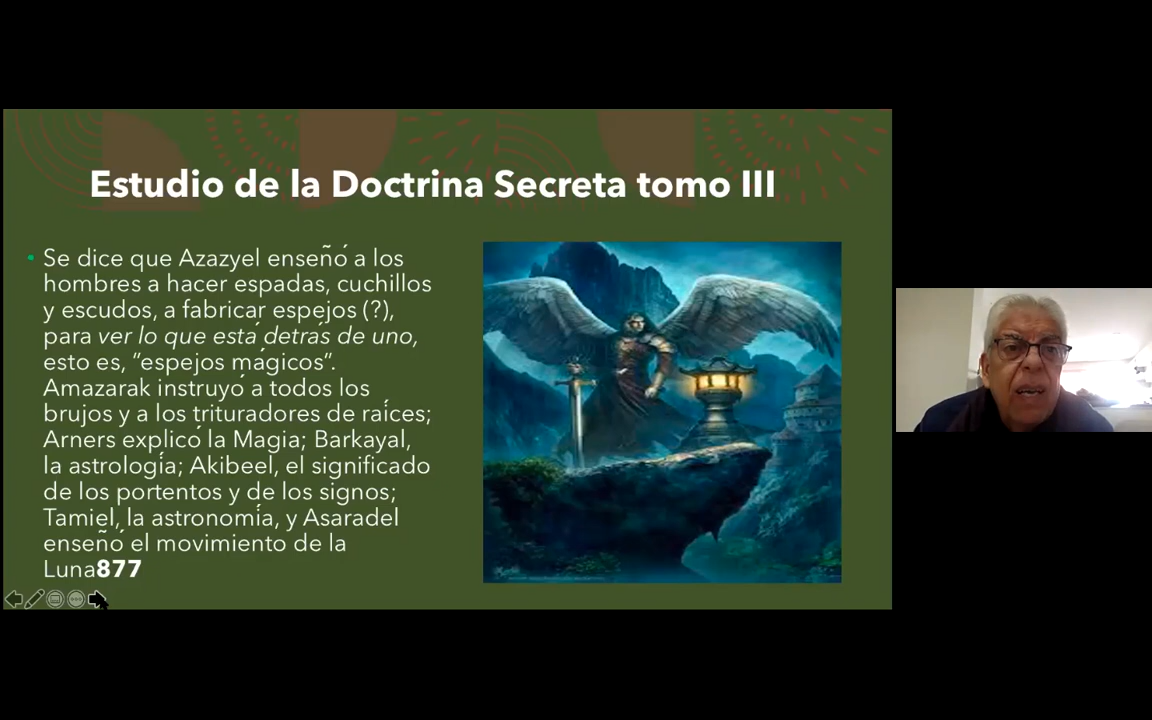 Estudio de la Doctrina Secreta tomo III
• Se dice que Azazyel enseñó a los
hombres a hacer espadas, cuchillos
y escudos, a fabricar espejos (?),
para ver lo que está detrás de uno,
esto es, “espejos mágicos”.
Amazarak instruyó a todos los
brujos y a los trituradores de raíces;
Arners explicó la Magia; Barkayal,
la astrología; Akibeel, el significado
de los portentos y de los signos;
Tamiel, la astronomía, y Asaradel
enseñó el movimiento de la
Luna877